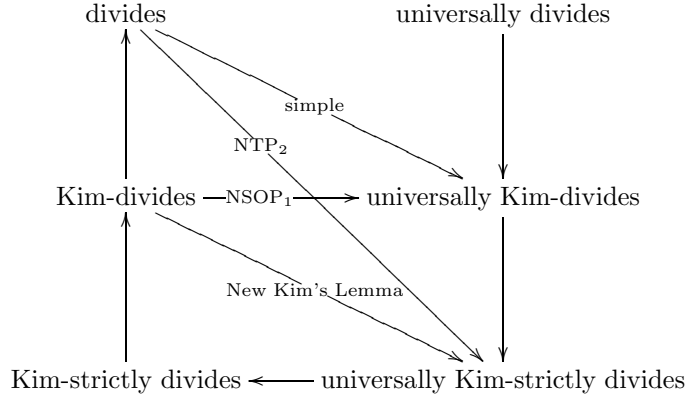 divides universally divides
simple
NTP₂
Kim-divides NSOP₁ universally Kim-divides
New Kim's Lemma
Kim-strictly divides universally Kim-strictly divides